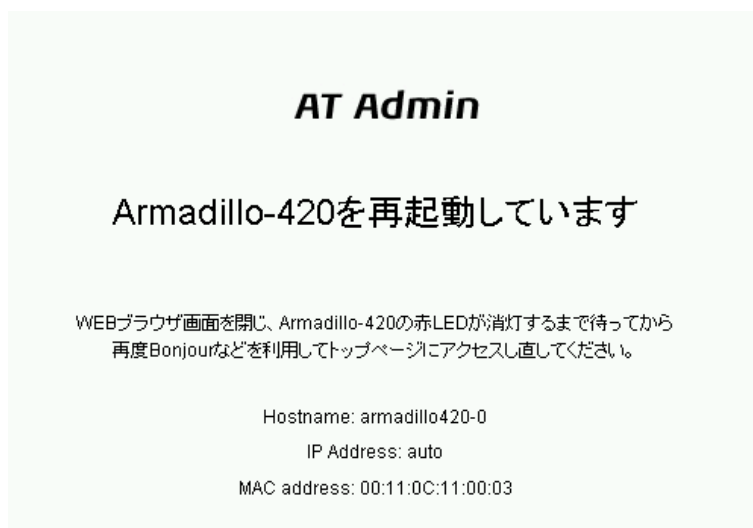 AT Admin
Armadillo-420を再起動しています
WEBブラウザ画面を閉じ、Armadillo-420の赤LEDが消灯するまで待ってから
再度Bonjourなどを利用してトップページにアクセスし直してください。
Hostname: armadillo420-0
IP Address: auto
MAC address: 00:11:0C:11:00:03